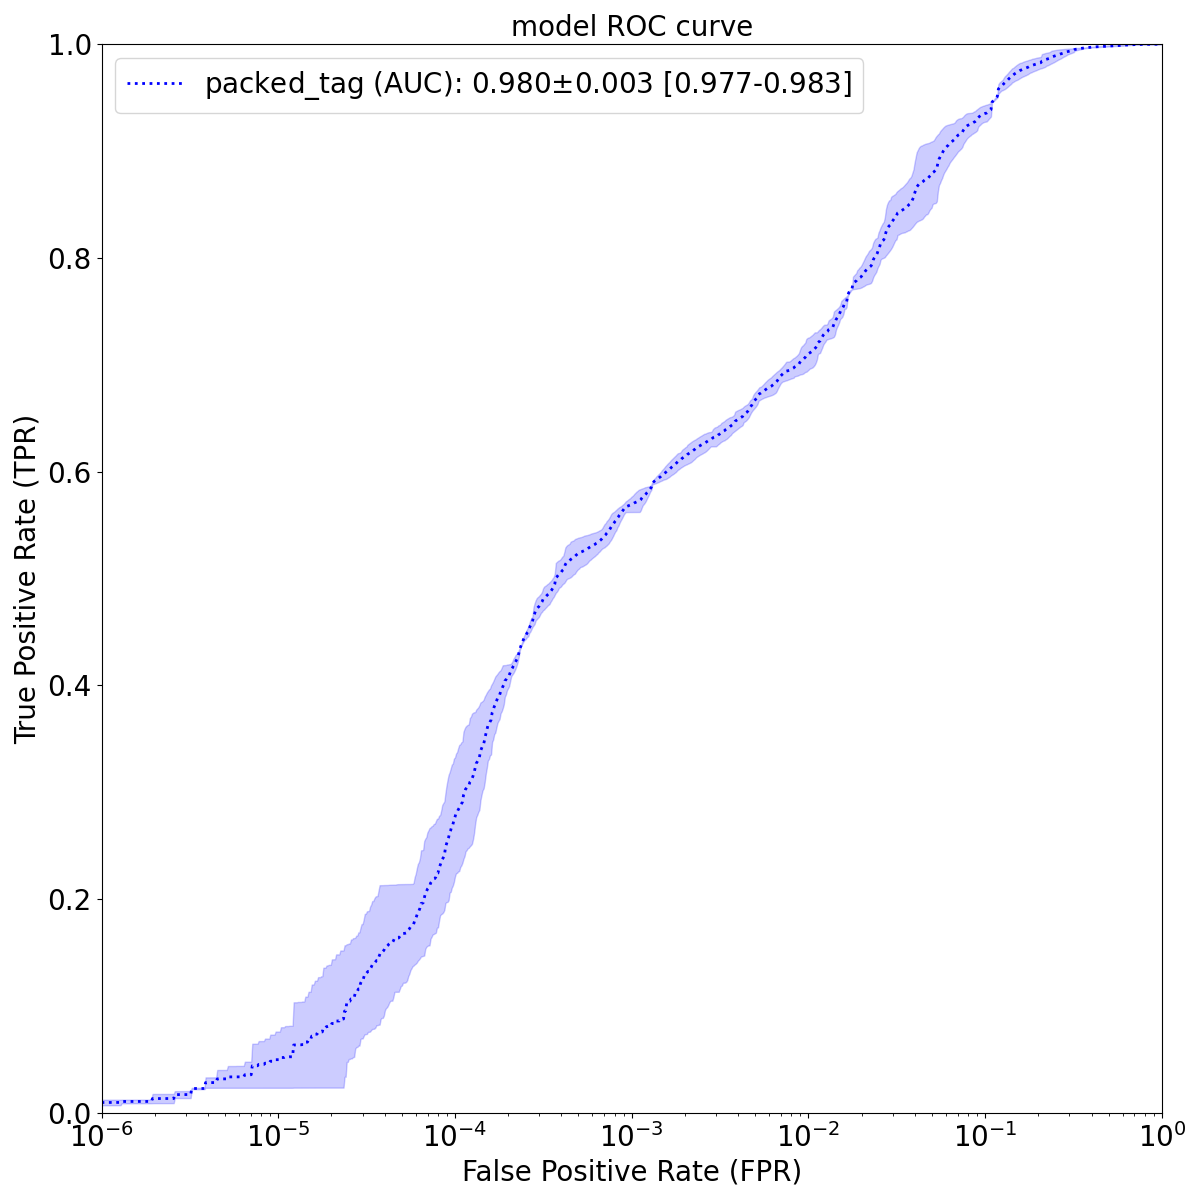 model ROC curve
packed_tag (AUC): 0.980±0.003 [0.977-0.983]
True Positive Rate (TPR)
1.0
0.8
0.6
0.4
0.2
0.0
10⁻⁶ 10⁻⁵ 10⁻⁴ 10⁻³ 10⁻² 10⁻¹ 10⁰
False Positive Rate (FPR)